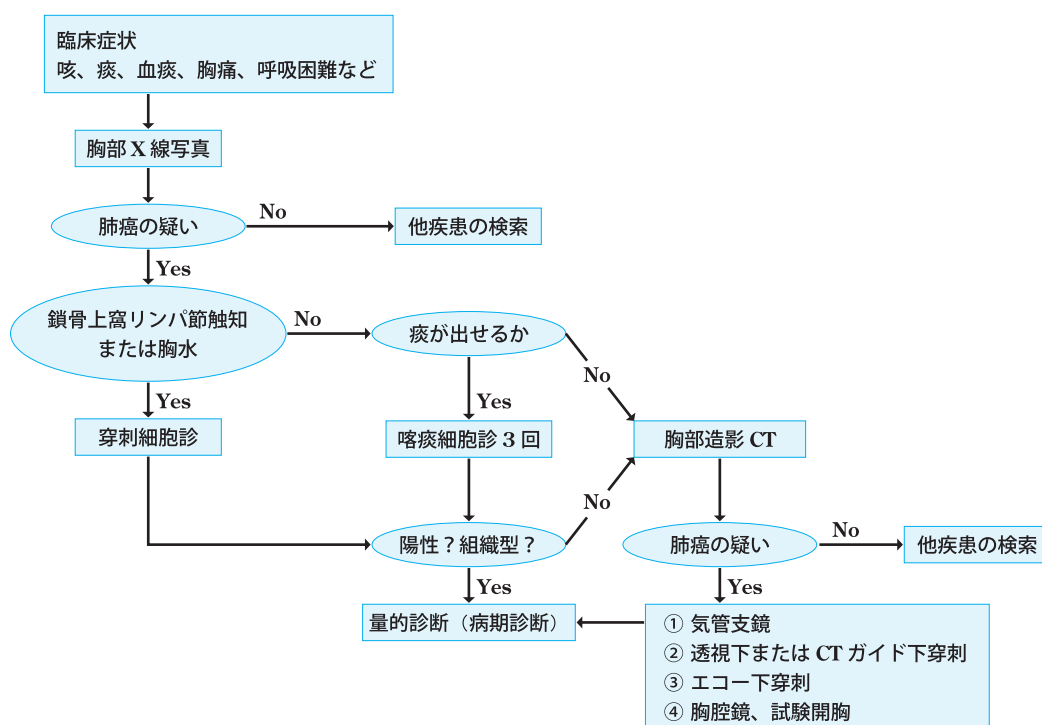 臨床症状
咳、痰、血痰、胸痛、呼吸困難など
胸部 X 線写真
肺癌の疑い
No
他疾患の検索
Yes
鎖骨上窩リンパ節触知
または胸水
No
痰が出せるか
No
Yes
穿刺細胞診
Yes
喀痰細胞診 3 回
胸部造影 CT
No
陽性？組織型？
肺癌の疑い
No
他疾患の検索
Yes
Yes
量的診断（病期診断）
① 気管支鏡
② 透視下または CT ガイド下穿刺
③ エコー下穿刺
④ 胸腔鏡、試験開胸